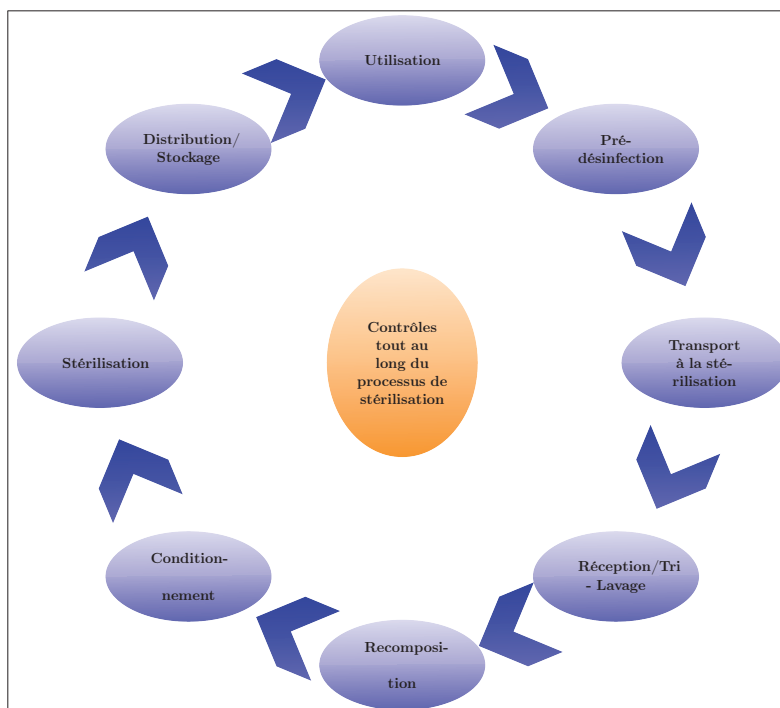 Utilisation
Pré-
désinfection
Transport
à la sté-
rilisation
Réception/Tri
- Lavage
Recomposi-
tion
Condition-
nement
Stérilisation
Distribution/
Stockage
Contrôles
tout au
long du
processus de
stérilisation